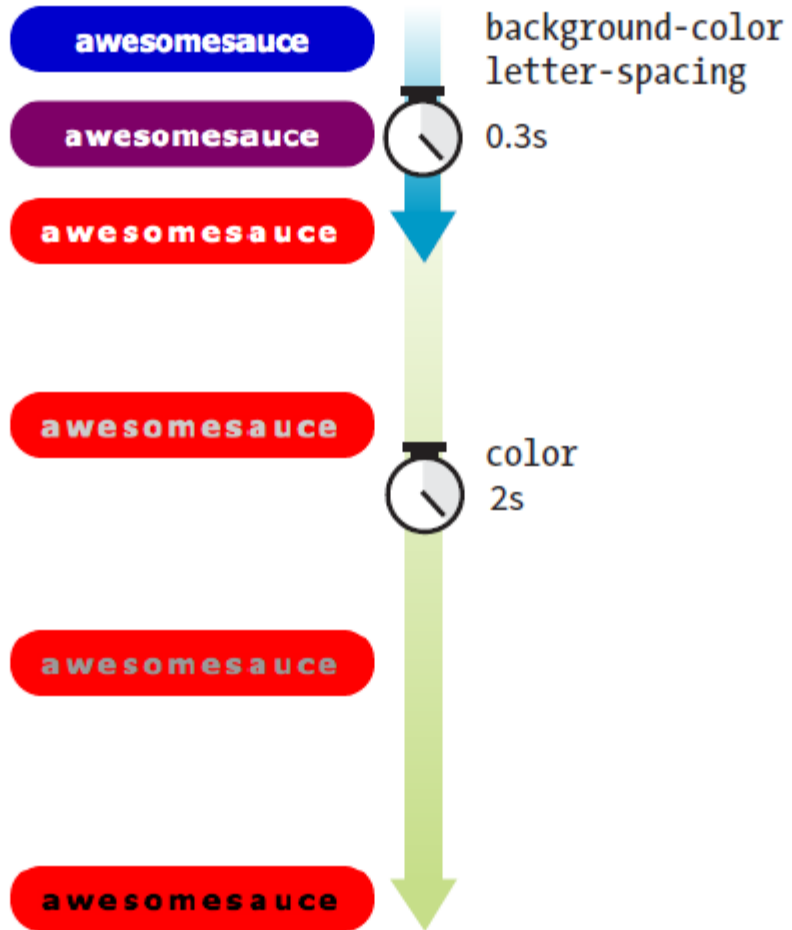 awesomesauce
background-color
letter-spacing
awesomesauce
0.3s
awesomesauce
awesomesauce
color
2s
awesomesauce
awesomesauce